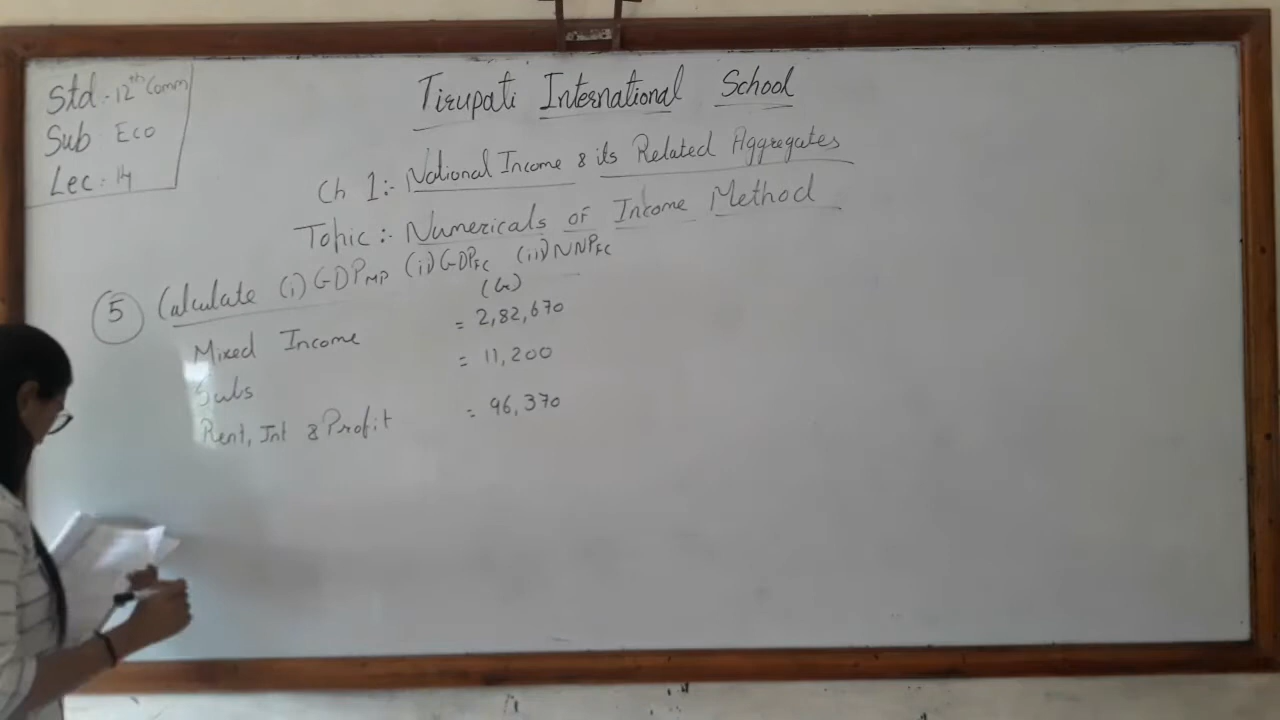 Std - 12th Comm
Sub Eco
Lec : 14
Tirupati International School
Ch 1:- National Income & its Related Aggregates
Topic :- Numericals of Income Method
5 Calculate (i) GDPMP (ii) GDPFC (iii) NNPFC
Mixed Income = 2,82,670
Subs = 11,200
Rent, Int & Profit = 96,370